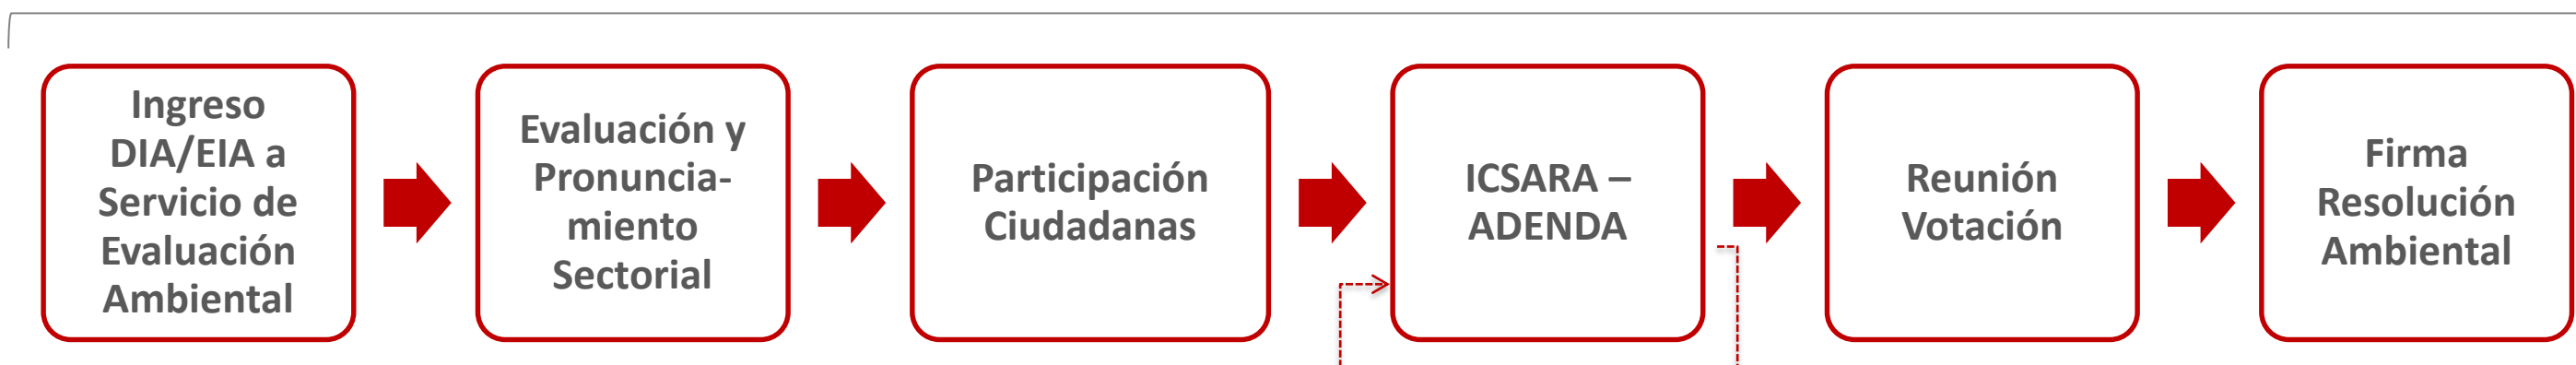 Ingreso
DIA/EIA a
Servicio de
Evaluación
Ambiental
Evaluación y
Pronuncia-
miento
Sectorial
Participación
Ciudadanas
ICSARA –
ADENDA
Reunión
Votación
Firma
Resolución
Ambiental